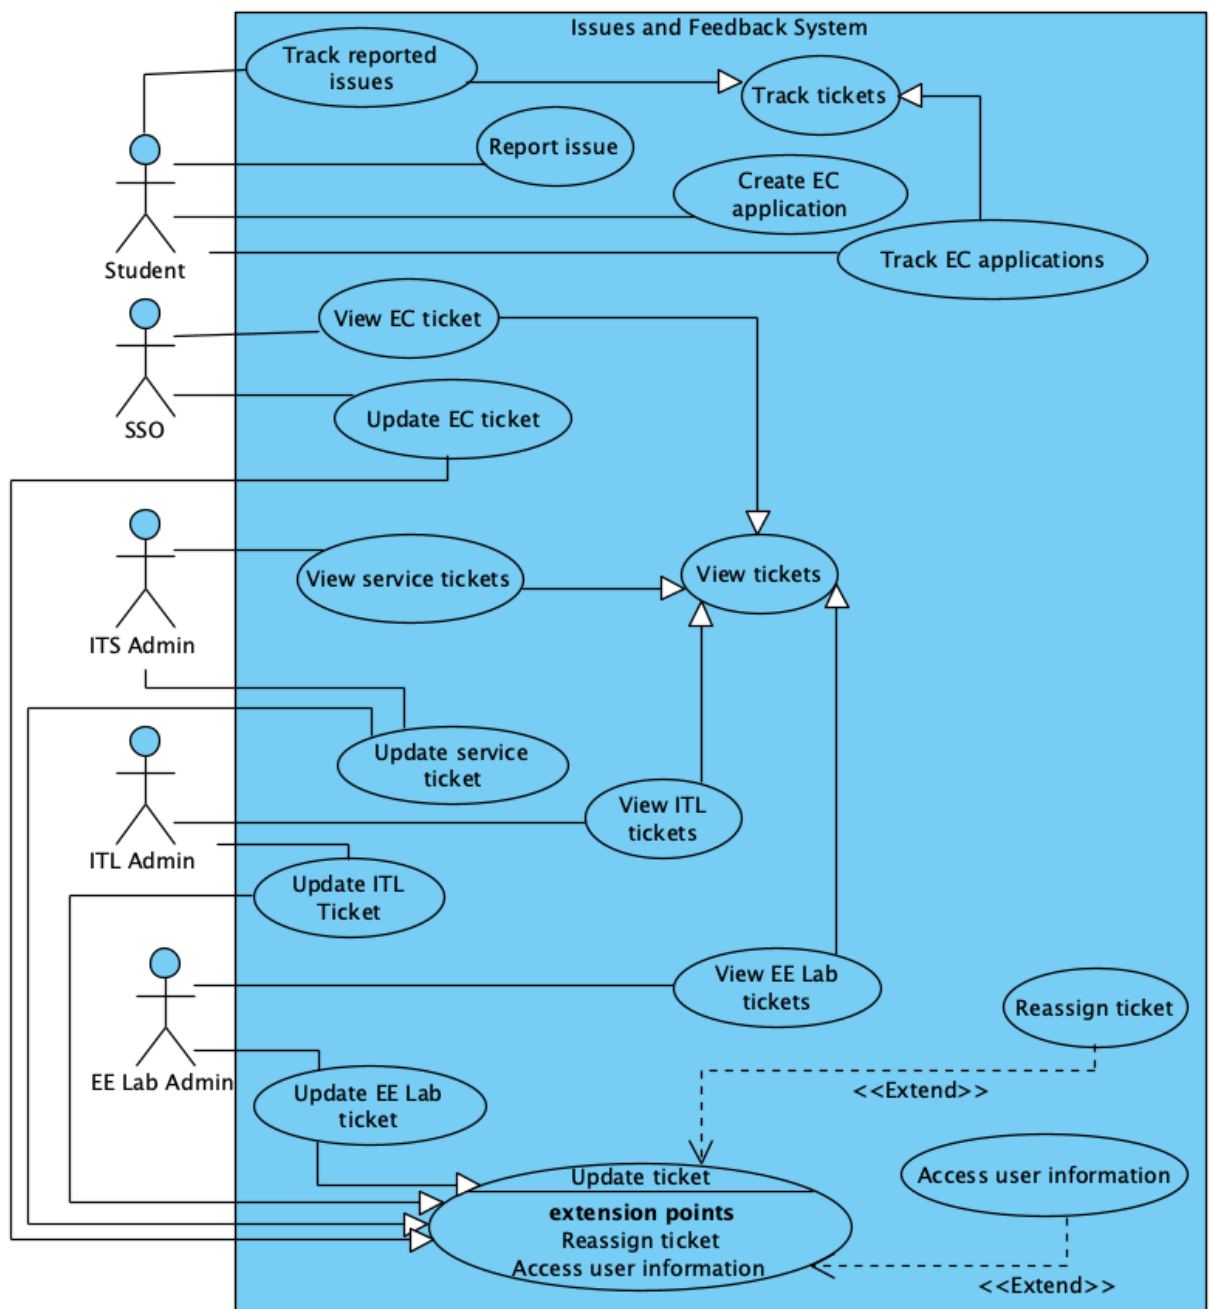 Issues and Feedback System
Track reported
issues
Track tickets
Report issue
Create EC
application
Student
Track EC applications
View EC ticket
Update EC ticket
SSO
View tickets
View service tickets
ITS Admin
Update service
ticket
View ITL
tickets
ITL Admin
Update ITL
Ticket
View EE Lab
tickets
Reassign ticket
EE Lab Admin
Update EE Lab
ticket
<<Extend>>
Update ticket
extension points
Reassign ticket
Access user information
Access user information
<<Extend>>